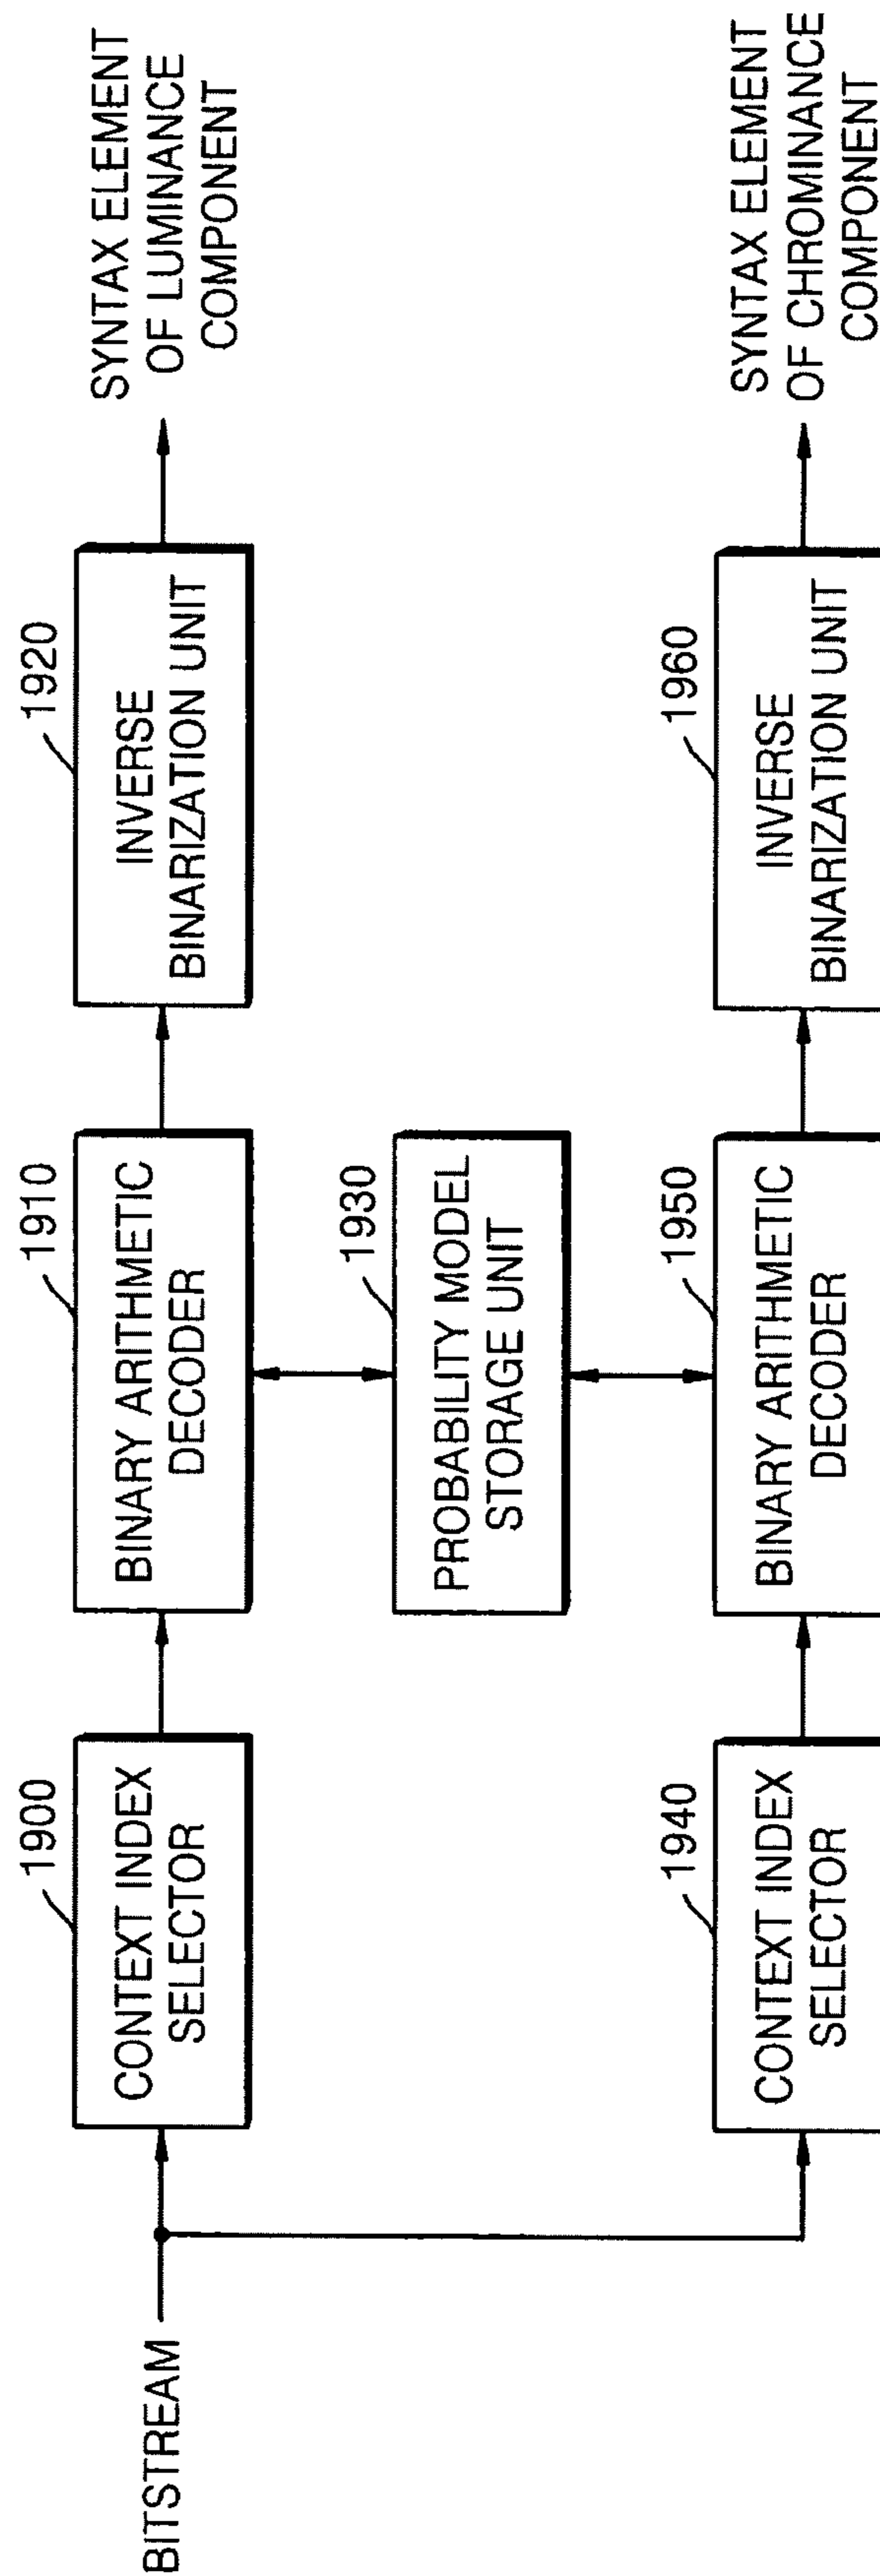 BITSTREAM
1900
CONTEXT INDEX
SELECTOR
1910
BINARY ARITHMETIC
DECODER
1920
INVERSE
BINARIZATION UNIT
SYNTAX ELEMENT
OF LUMINANCE
COMPONENT
1930
PROBABILITY MODEL
STORAGE UNIT
1940
CONTEXT INDEX
SELECTOR
1950
BINARY ARITHMETIC
DECODER
1960
INVERSE
BINARIZATION UNIT
SYNTAX ELEMENT
OF CHROMINANCE
COMPONENT